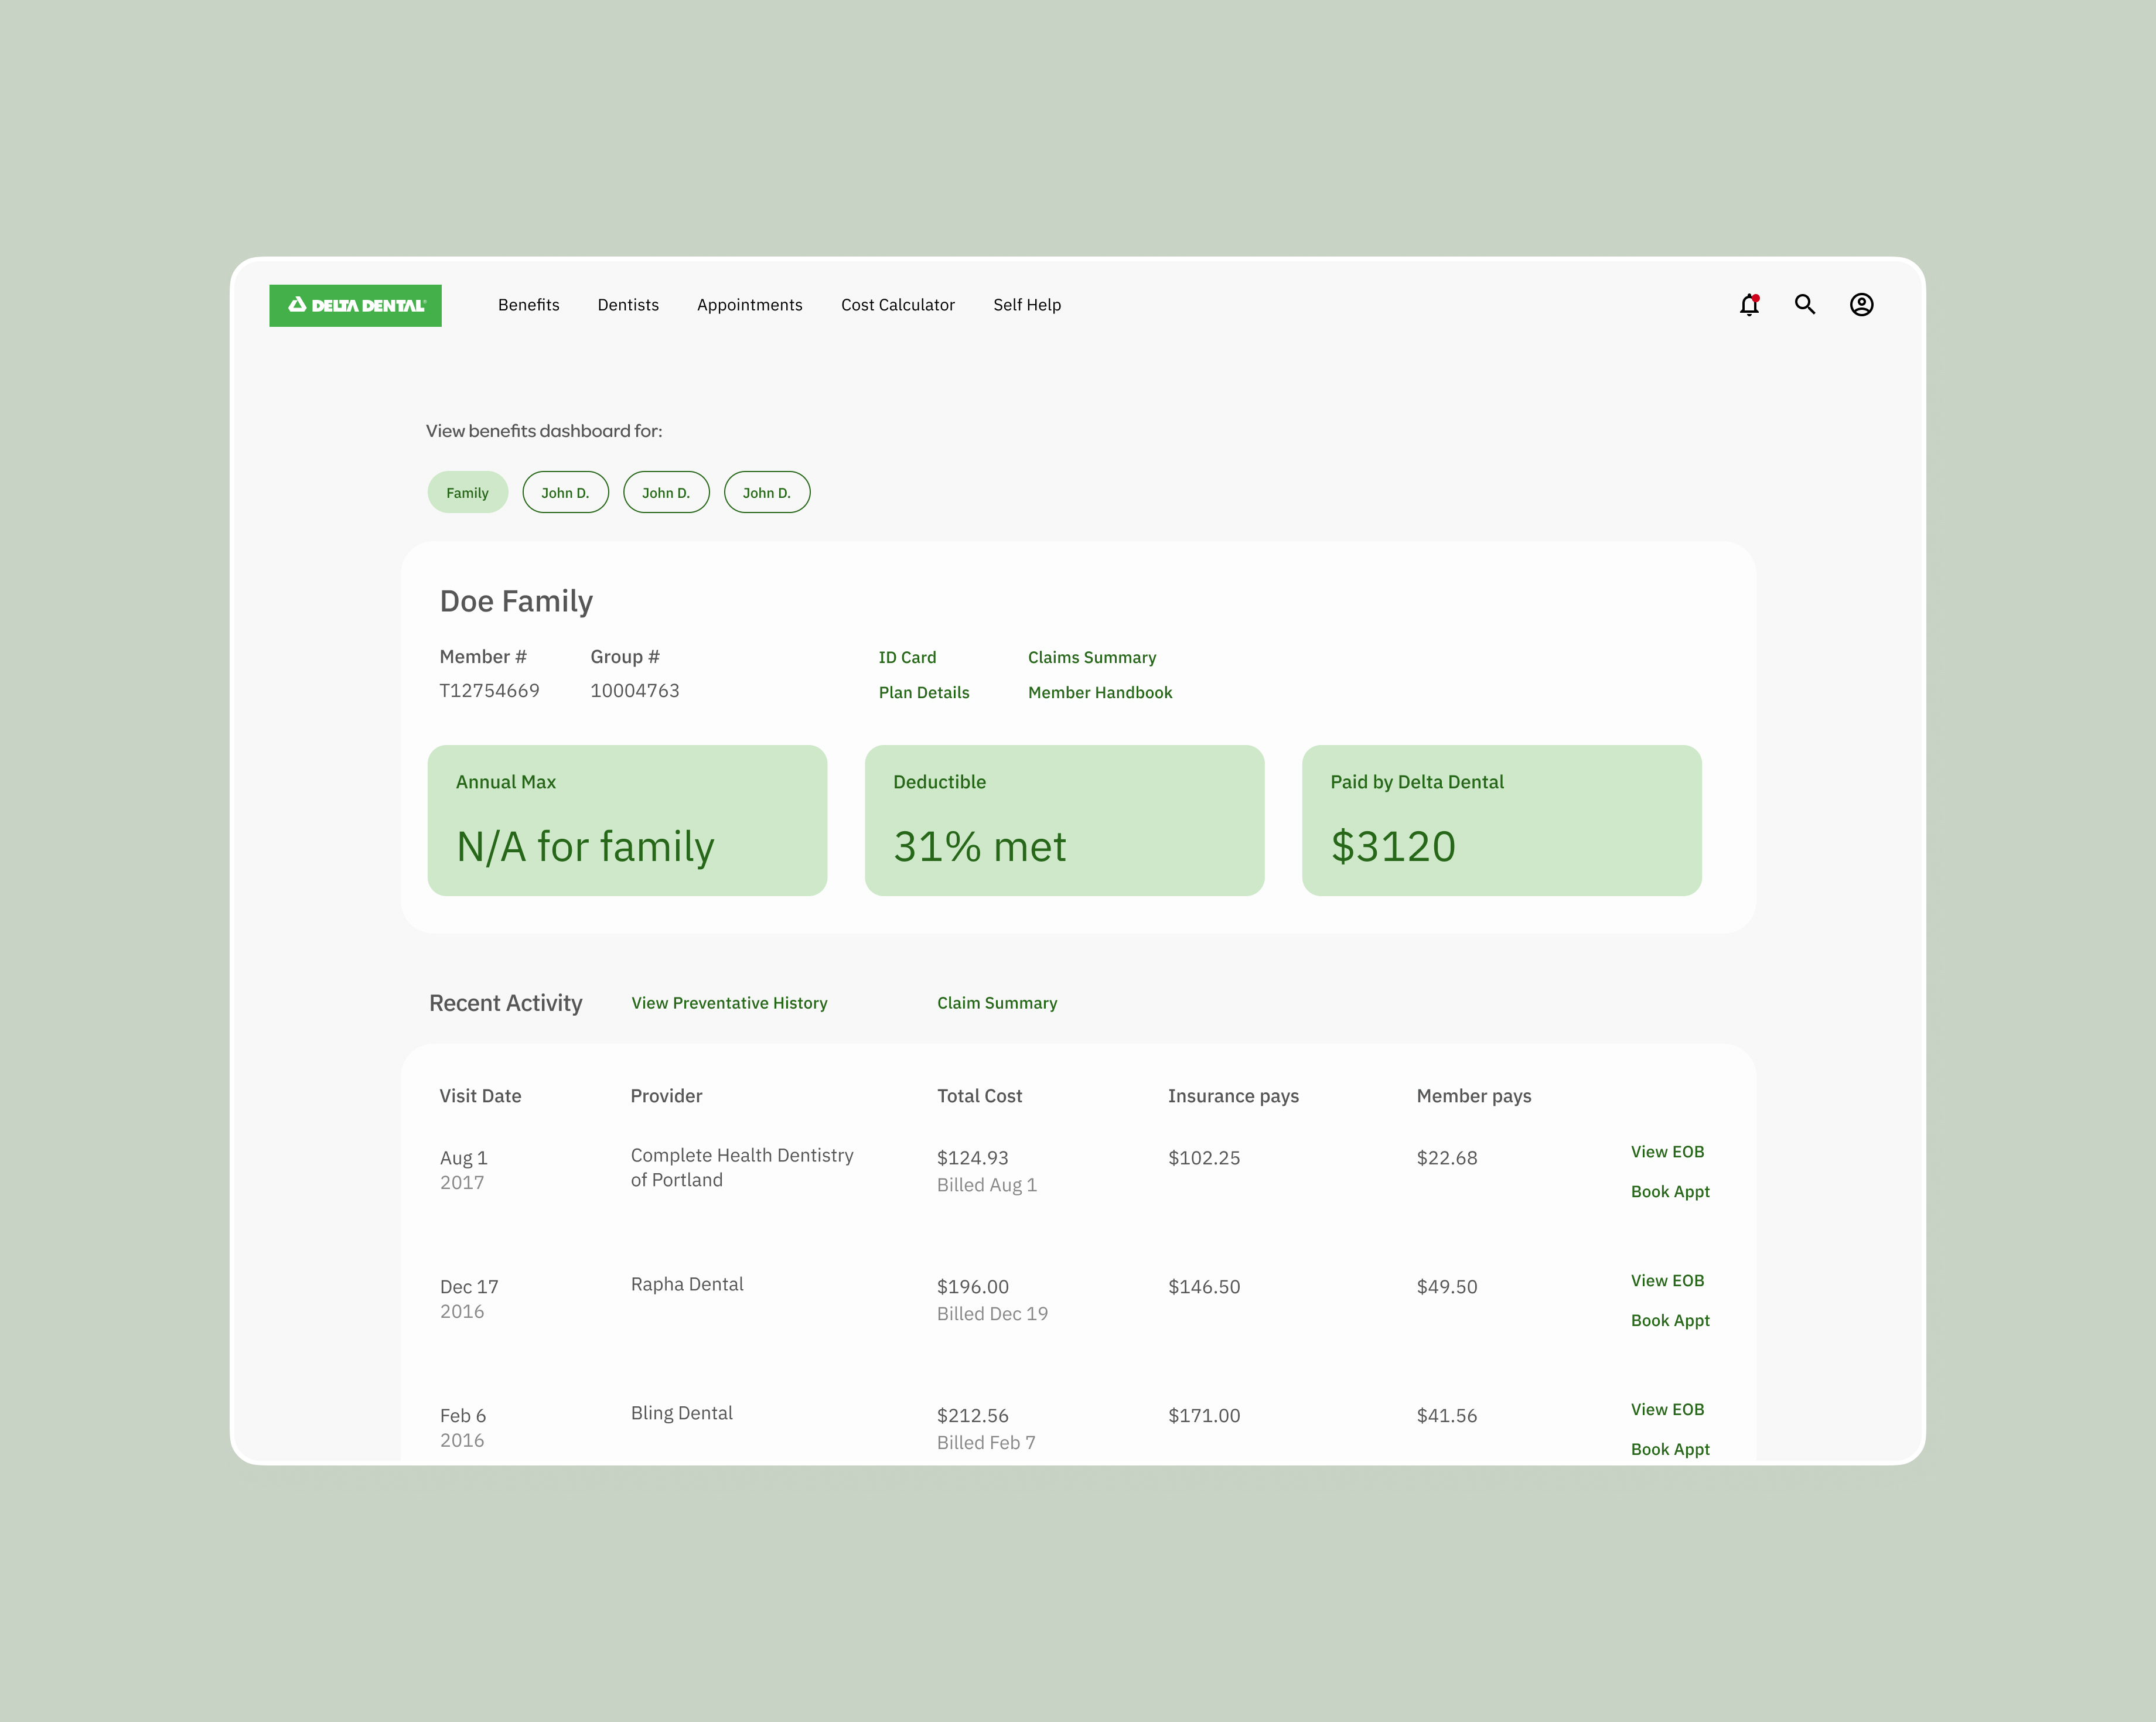 DELTA DENTAL®
Benefits
Dentists
Appointments
Cost Calculator
Self Help
View benefits dashboard for:
Family
John D.
John D.
John D.
Doe Family
Member #
Group #
T12754669
10004763
ID Card
Claims Summary
Plan Details
Member Handbook
Annual Max
N/A for family
Deductible
31% met
Paid by Delta Dental
$3120
Recent Activity
View Preventative History
Claim Summary
Visit Date
Provider
Total Cost
Insurance pays
Member pays
Aug 1
2017
Complete Health Dentistry
of Portland
$124.93
Billed Aug 1
$102.25
$22.68
View EOB
Book Appt
Dec 17
2016
Rapha Dental
$196.00
Billed Dec 19
$146.50
$49.50
View EOB
Book Appt
Feb 6
2016
Bling Dental
$212.56
Billed Feb 7
$171.00
$41.56
View EOB
Book Appt